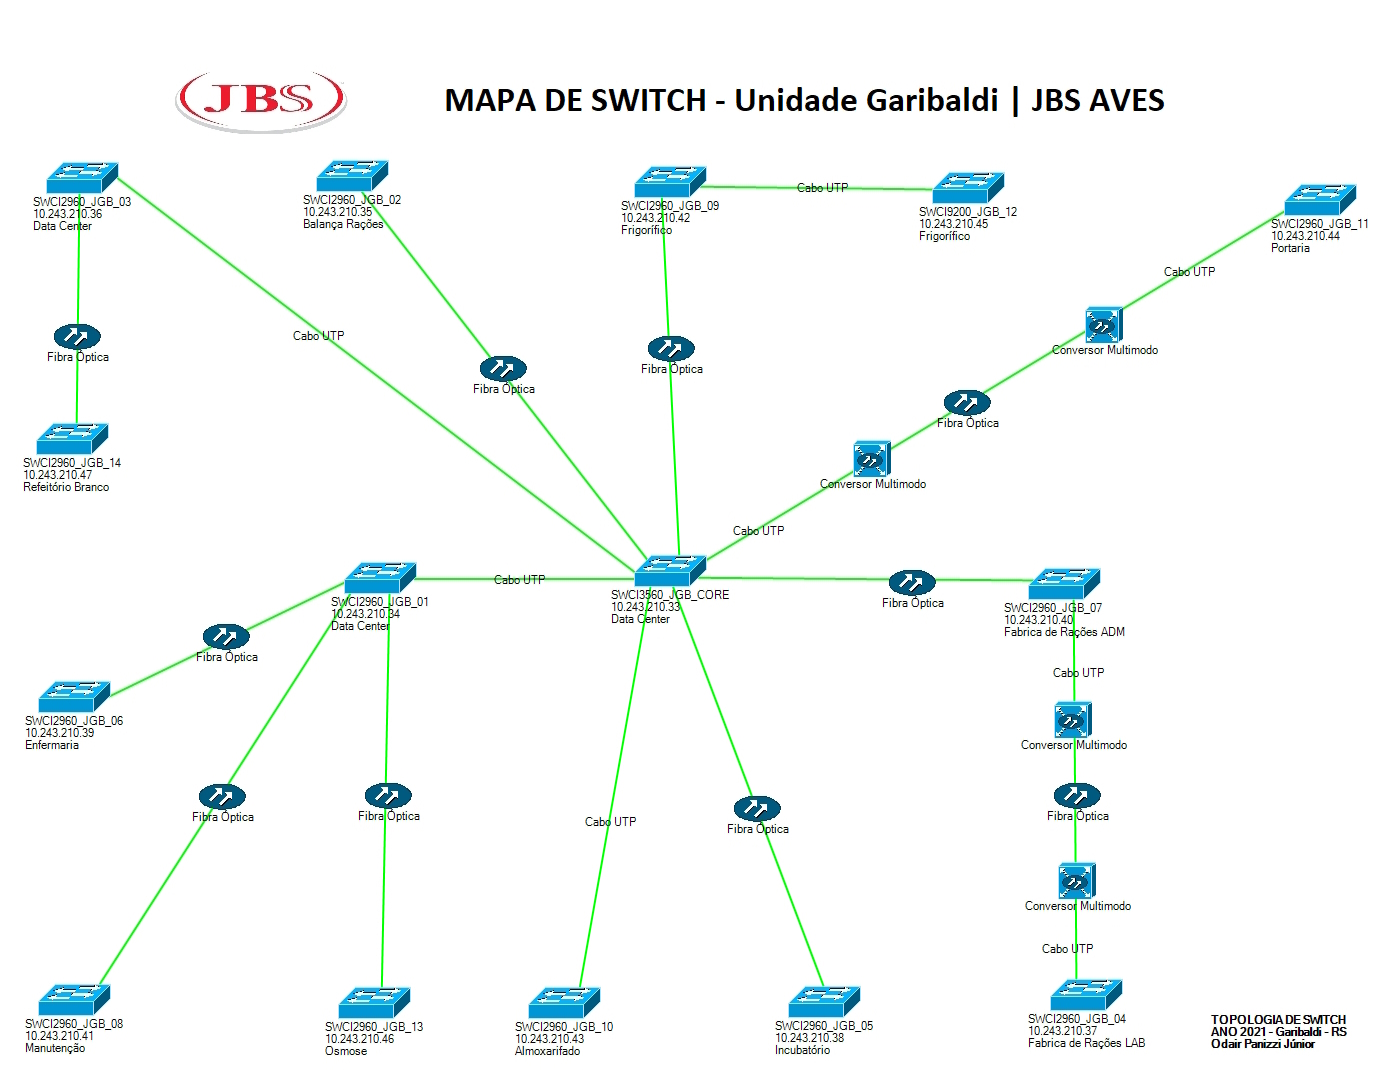 JBS
MAPA DE SWITCH - Unidade Garibaldi | JBS AVES
SWCI2960_JGB_03
10.243.210.36
Data Center
SWCI2960_JGB_02
10.243.210.35
Balança Rações
SWCI2960_JGB_09
10.243.210.42
Frigorífico
Cabo UTP
SWCI9200_JGB_12
10.243.210.45
Frigorífico
SWCI2960_JGB_11
10.243.210.44
Portaria
Cabo UTP
Conversor Multimodo
Fibra Óptica
Cabo UTP
Fibra Óptica
Fibra Óptica
Fibra Óptica
Conversor Multimodo
SWCI2960_JGB_14
10.243.210.47
Refeitório Branco
Cabo UTP
SWCI2960_JGB_01
10.243.210.34
Data Center
Cabo UTP
SWCI3560_JGB_CORE
10.243.210.33
Data Center
Fibra Óptica
SWCI2960_JGB_07
10.243.210.40
Fabrica de Rações ADM
Fibra Óptica
Cabo UTP
SWCI2960_JGB_06
10.243.210.39
Enfermaria
Conversor Multimodo
Fibra Óptica
Fibra Óptica
Cabo UTP
Fibra Óptica
Fibra Óptica
Conversor Multimodo
Cabo UTP
SWCI2960_JGB_08
10.243.210.41
Manutenção
SWCI2960_JGB_13
10.243.210.46
Osmose
SWCI2960_JGB_10
10.243.210.43
Almoxarifado
SWCI2960_JGB_05
10.243.210.38
Incubatório
SWCI2960_JGB_04
10.243.210.37
Fabrica de Rações LAB
TOPOLOGIA DE SWITCH
ANO 2021 - Garibaldi - RS
Odair Panizzi Júnior